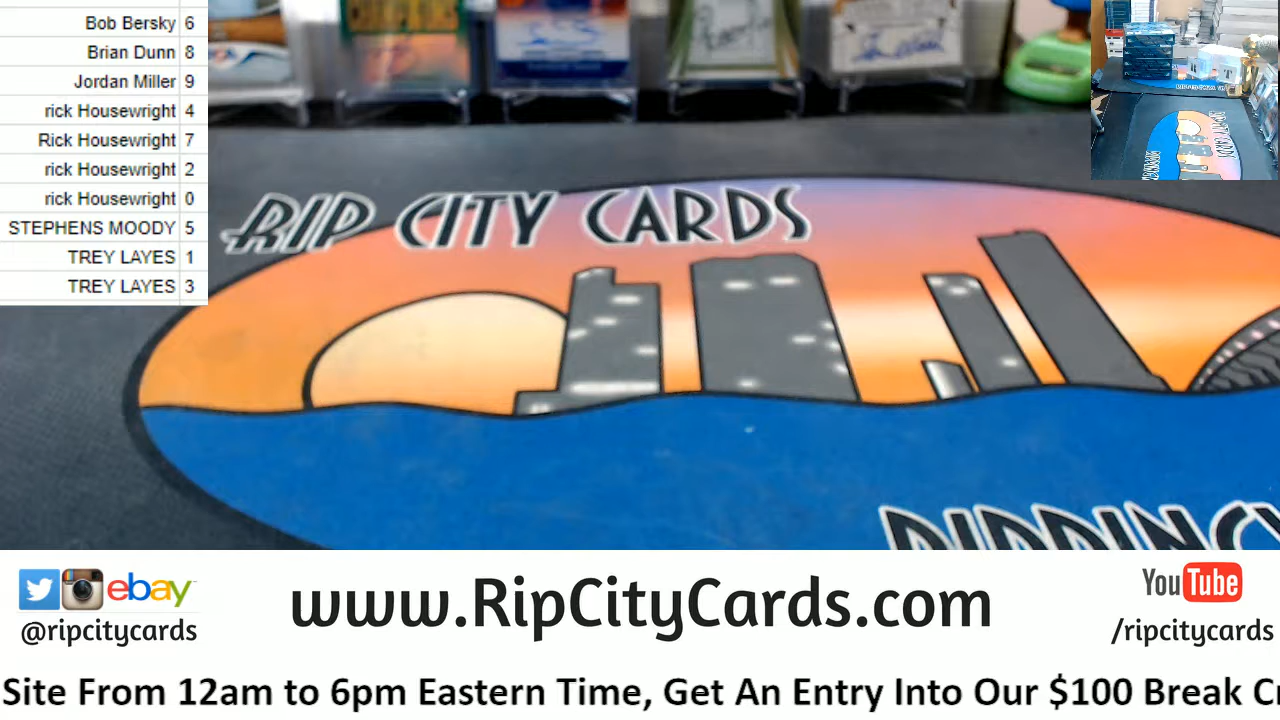 Bob Bersky 6
Brian Dunn 8
Jordan Miller 9
rick Housewright 4
Rick Housewright 7
rick Housewright 2
rick Housewright 0
STEPHENS MOODY 5
TREY LAYES 1
TREY LAYES 3
RIP CITY CARDS
ebay
@ripcitycards
www.RipCityCards.com
YouTube
/ripcitycards
Site From 12am to 6pm Eastern Time, Get An Entry Into Our $100 Break